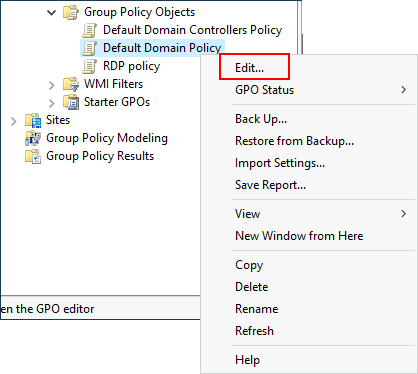 Group Policy Objects
Default Domain Controllers Policy
Default Domain Policy
RDP policy
WMI Filters
Starter GPOs
Sites
Group Policy Modeling
Group Policy Results
en the GPO editor
Edit...
GPO Status
Back Up...
Restore from Backup...
Import Settings...
Save Report...
View
New Window from Here
Copy
Delete
Rename
Refresh
Help